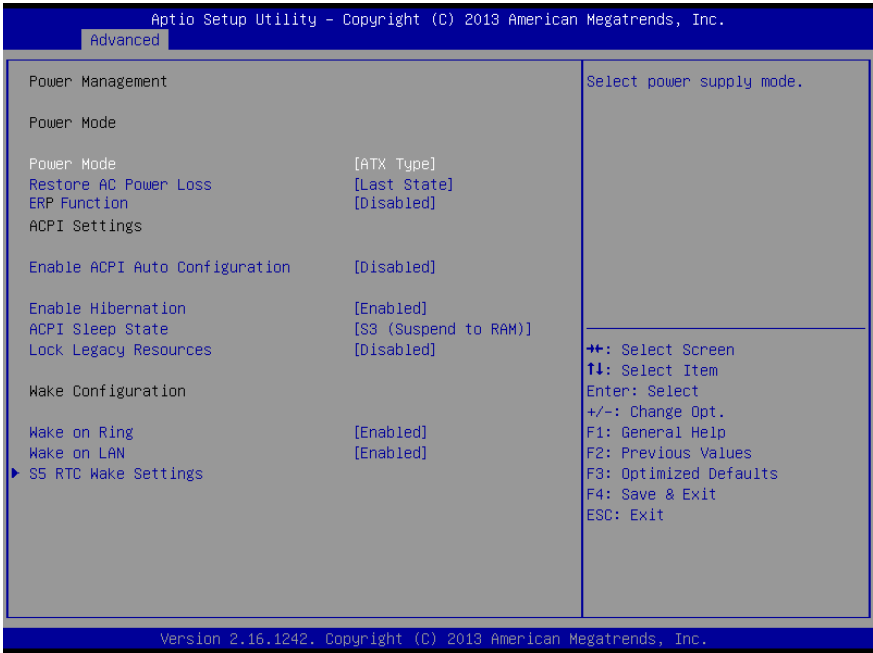 Aptio Setup Utility – Copyright (C) 2013 American Megatrends, Inc.
Advanced
Power Management
Power Mode
Power Mode [ATX Type]
Restore AC Power Loss [Last State]
ERP Function [Disabled]
ACPI Settings
Enable ACPI Auto Configuration [Disabled]
Enable Hibernation [Enabled]
ACPI Sleep State [S3 (Suspend to RAM)]
Lock Legacy Resources [Disabled]
Wake Configuration
Wake on Ring [Enabled]
Wake on LAN [Enabled]
S5 RTC Wake Settings
Select power supply mode.
→←: Select Screen
↑↓: Select Item
Enter: Select
+/-: Change Opt.
F1: General Help
F2: Previous Values
F3: Optimized Defaults
F4: Save & Exit
ESC: Exit
Version 2.16.1242. Copyright (C) 2013 American Megatrends, Inc.